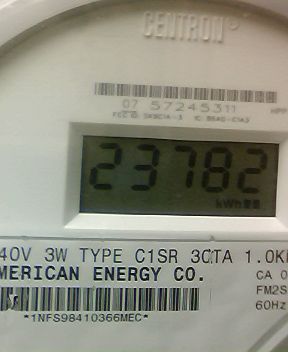 CENTRON
07 57245311
23782
kWh
40V 3W TYPE C1SR 30TA 1.0K
MERICAN ENERGY CO.
CA 0
FM2S
60Hz
*1NFS98410366MEC*